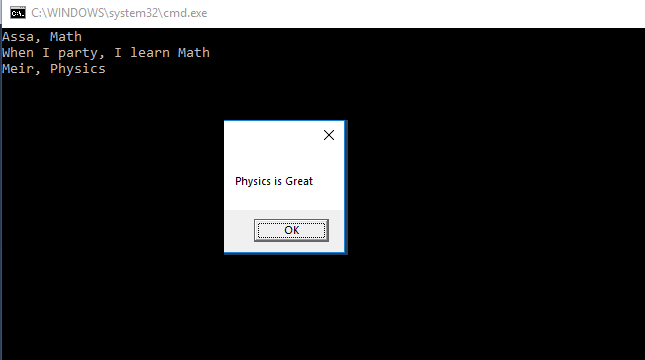 C:\WINDOWS\system32\cmd.exe
Assa, Math
When I party, I learn Math
Meir, Physics
Physics is Great
OK